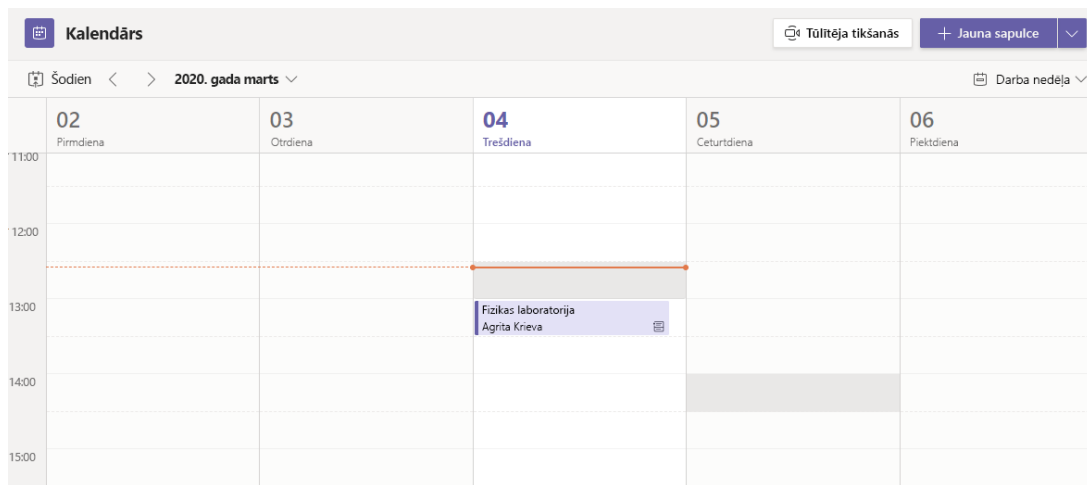 Kalendārs
Tūlītēja tikšanās
Jauna sapulce
Šodien
2020. gada marts
Darba nedēļa
02
Pirmdiena
03
Otrdiena
04
Trešdiena
05
Ceturtdiena
06
Piektdiena
11:00
12:00
13:00
Fizikas laboratorija
Agrita Krieva
14:00
15:00